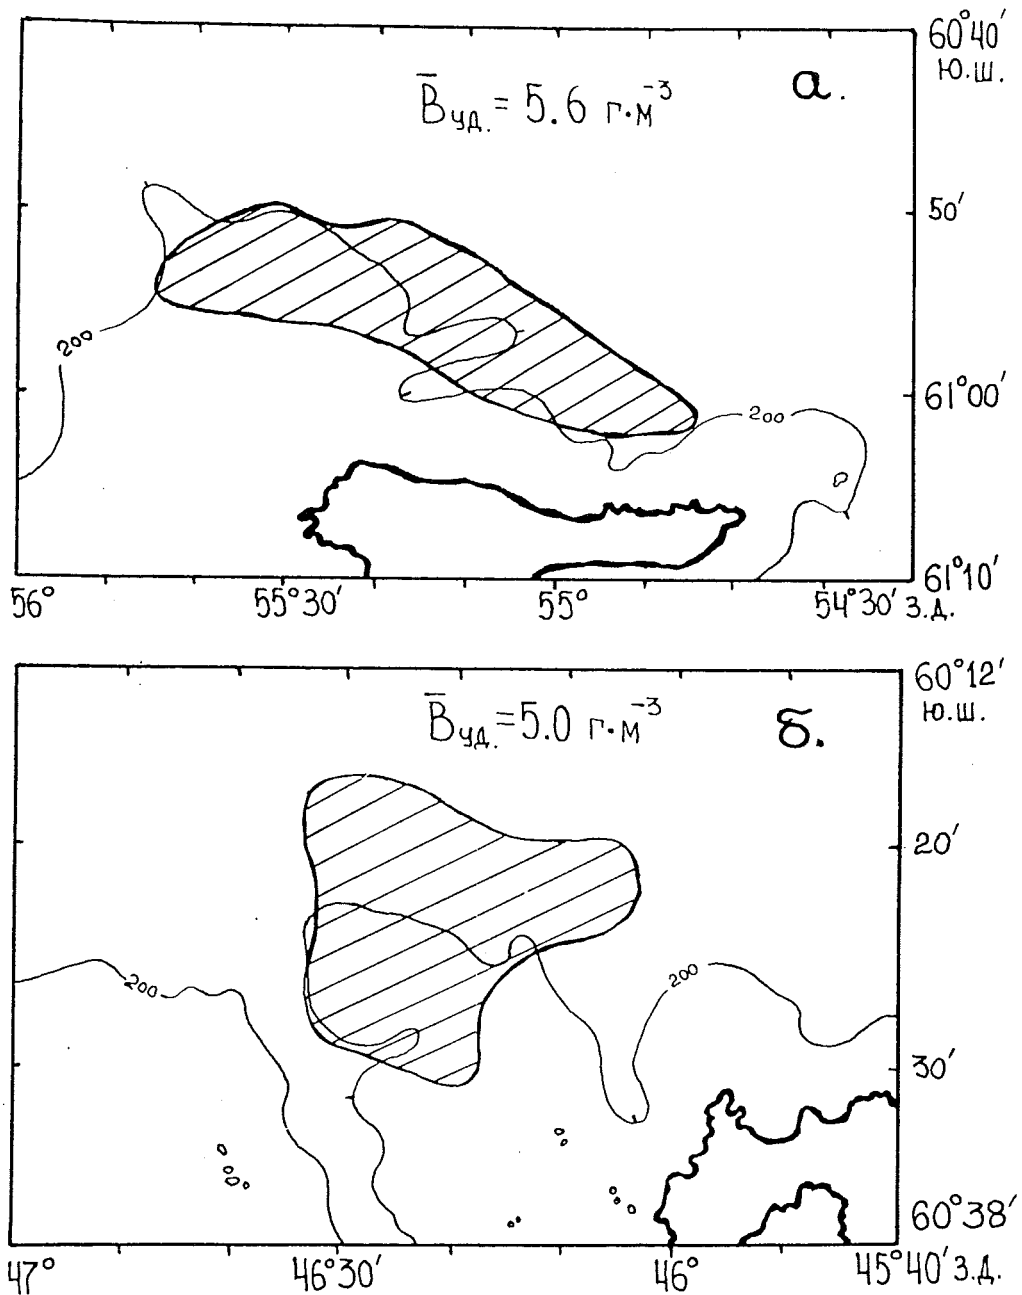 60°40′
Ю.Ш.
а.
B̄уд. = 5.6 г·м⁻³
50′
200
61°00′
200
61°10′
56° 55°30′ 55° 54°30′ З.Д.
60°12′
Ю.Ш.
B̄уд. = 5.0 г·м⁻³
б.
20′
200
200
30′
60°38′
47° 46°30′ 46° 45°40′ З.Д.